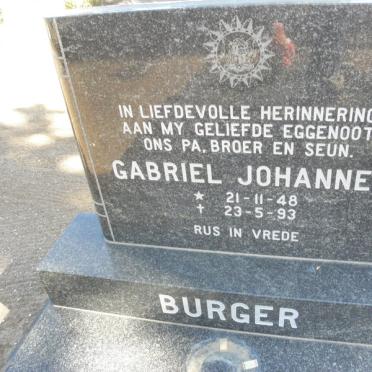 IN LIEFDEVOLLE HERINNERING
AAN MY GELIEFDE EGGENOOT
ONS PA, BROER EN SEUN.
GABRIEL JOHANNE
★ 21-11-48
✝ 23-5-93
RUS IN VREDE
BURGER